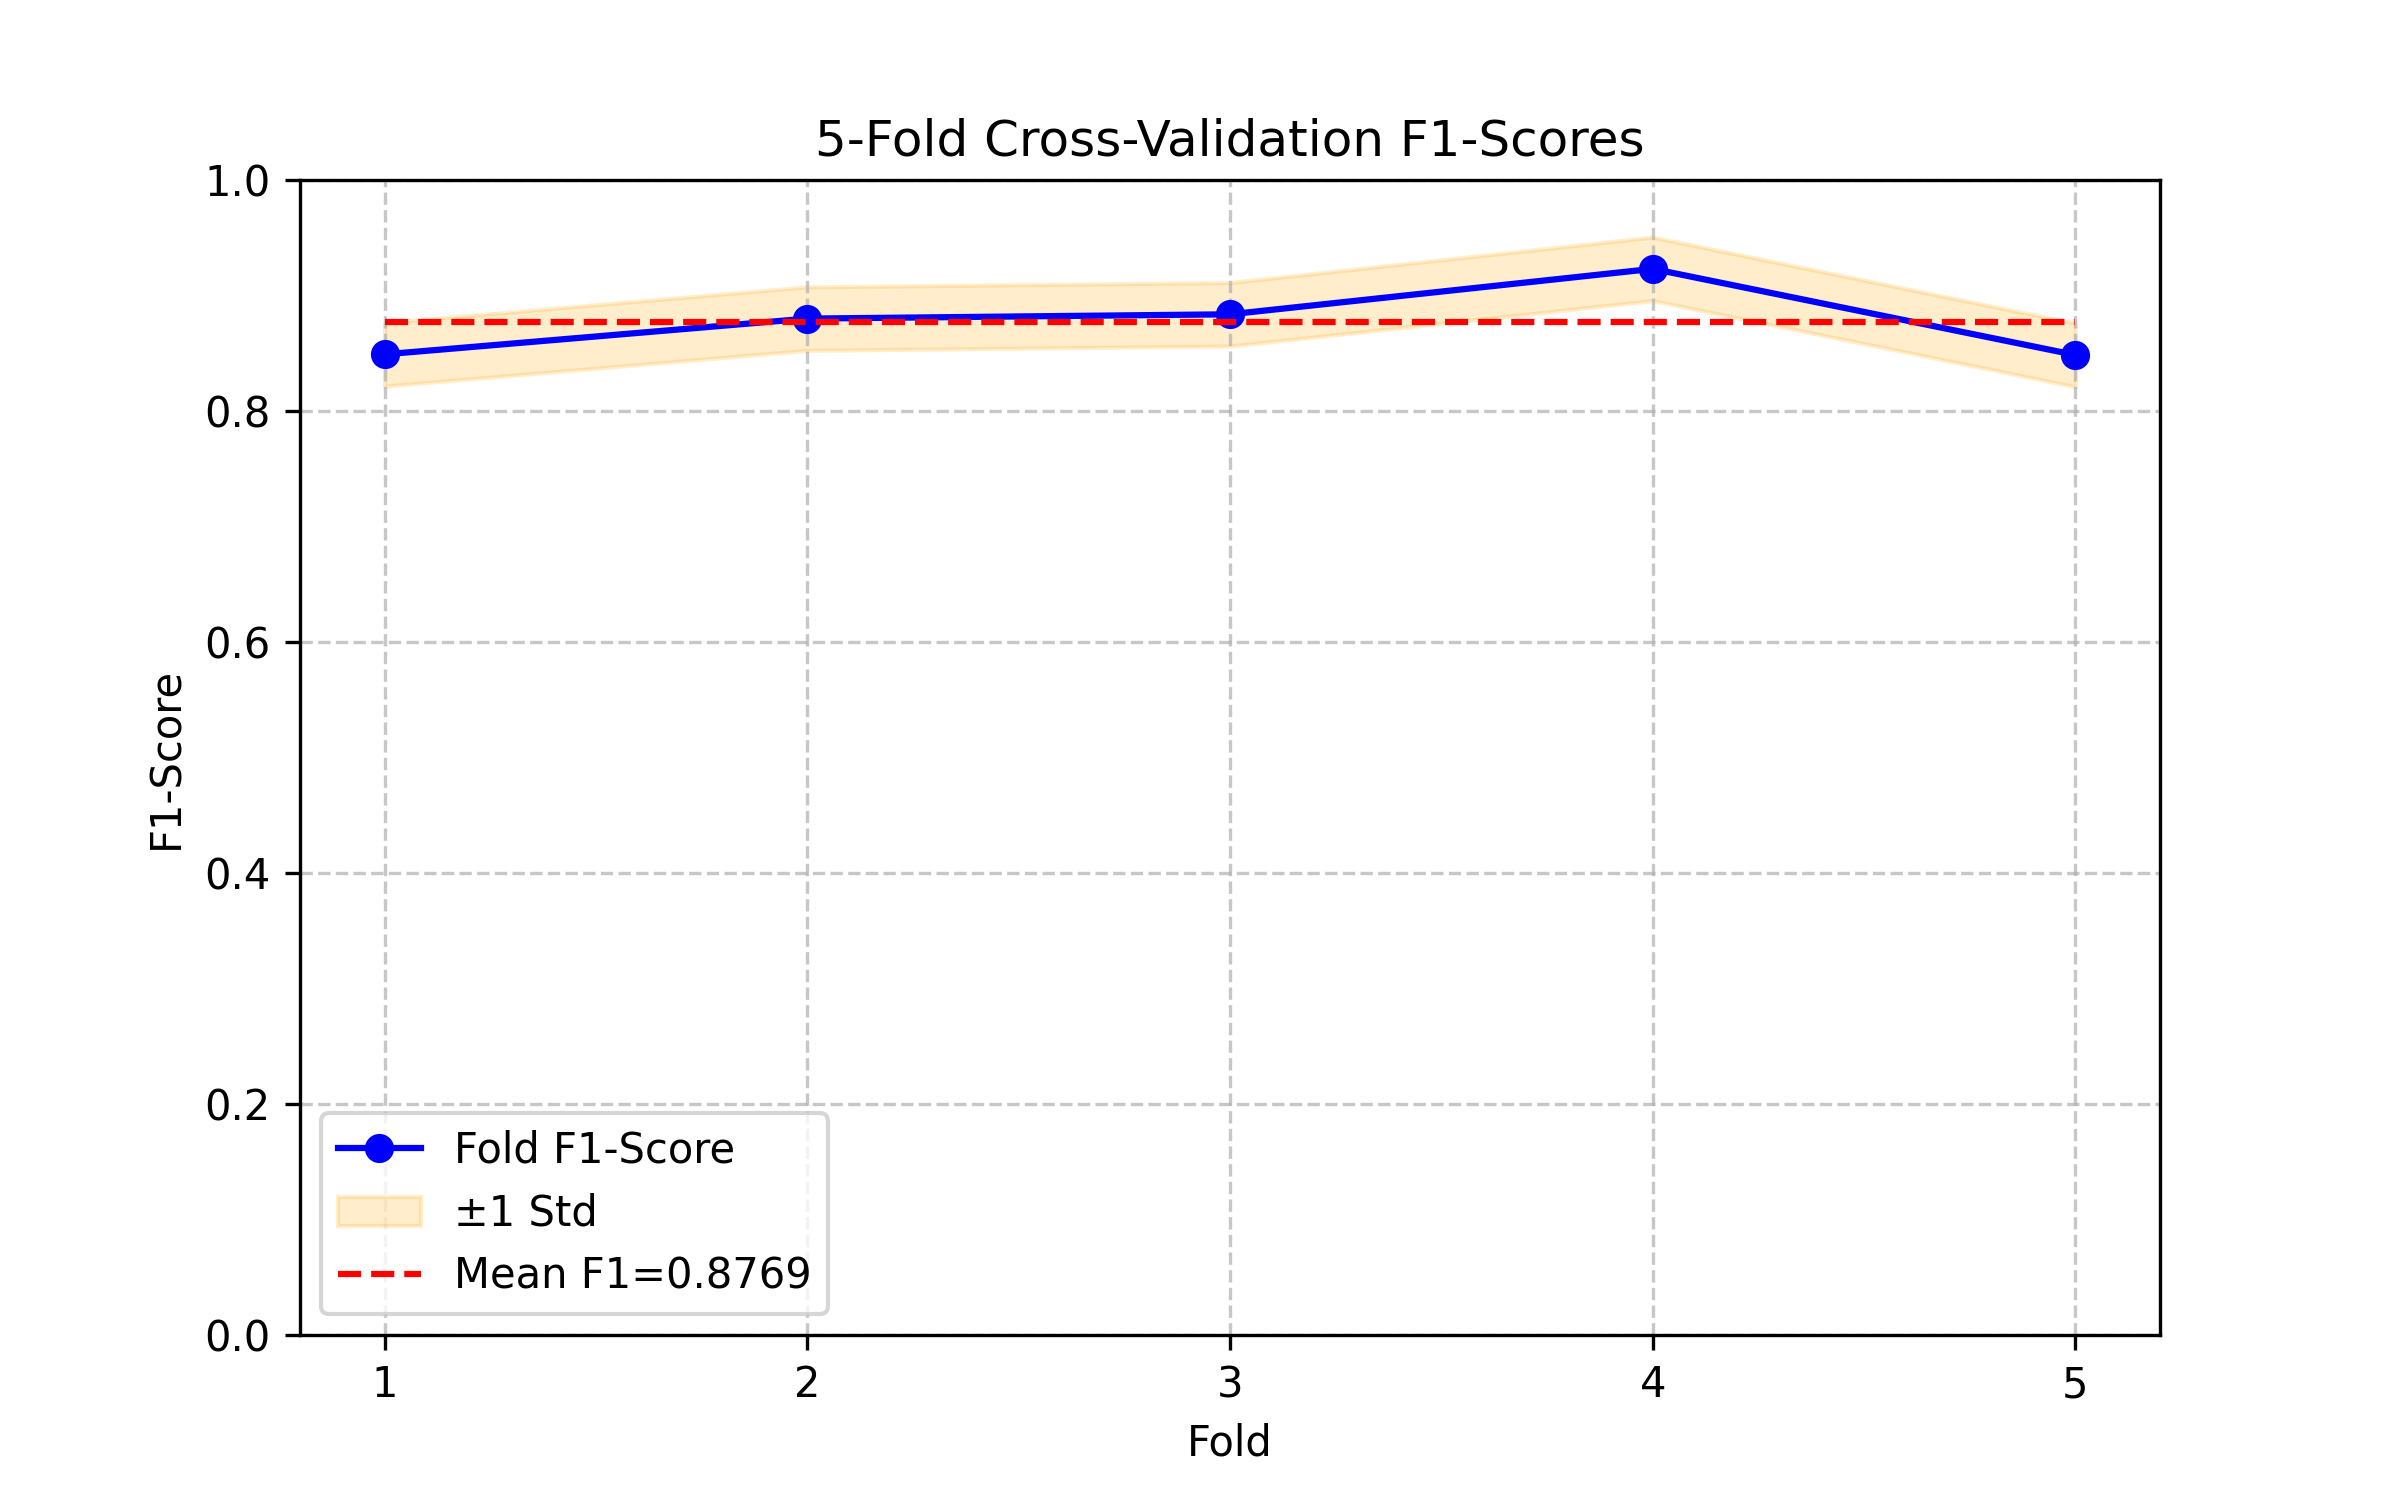 5-Fold Cross-Validation F1-Scores
1.0
0.8
0.6
0.4
0.2
0.0
F1-Score
Fold F1-Score
±1 Std
Mean F1=0.8769
1 2 3 4 5
Fold